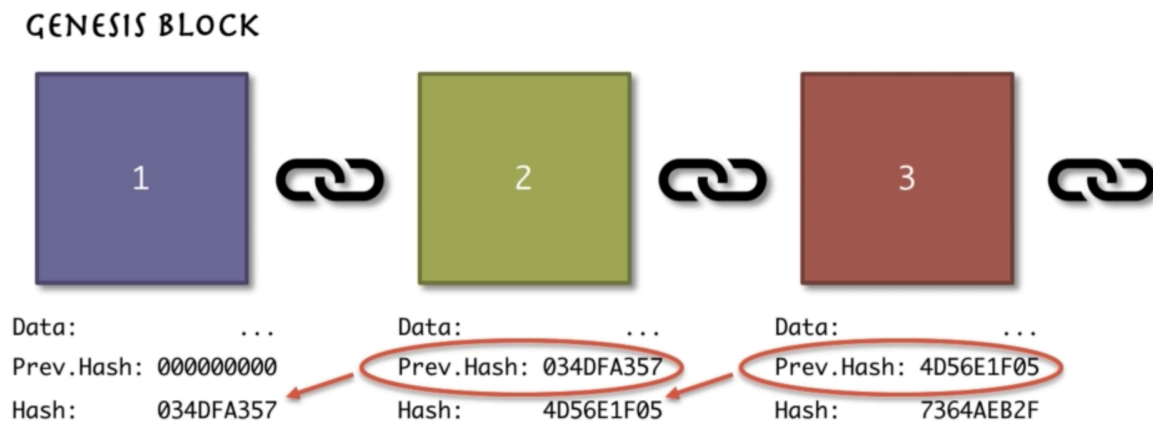 GENESIS BLOCK
1
2
3
Data: ...
Prev.Hash: 000000000
Hash: 034DFA357
Data: ...
Prev.Hash: 034DFA357
Hash: 4D56E1F05
Data: ...
Prev.Hash: 4D56E1F05
Hash: 7364AEB2F